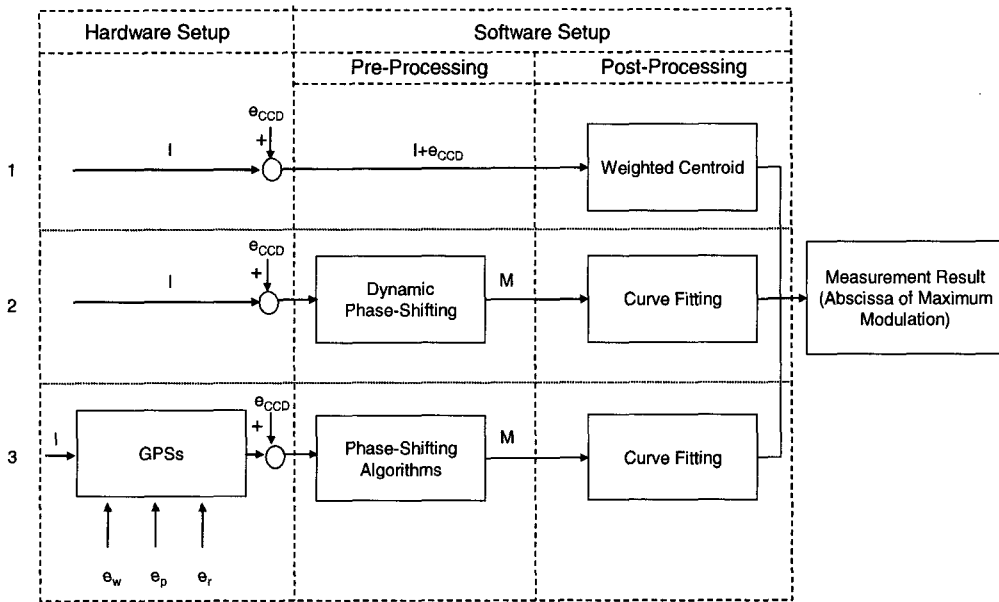 Hardware Setup
Software Setup
Pre-Processing
Post-Processing
e_CCD
+
I
1
I+e_CCD
Weighted Centroid
e_CCD
+
I
2
Dynamic
Phase-Shifting
M
Curve Fitting
Measurement Result
(Abscissa of Maximum
Modulation)
e_CCD
+
I
3
GPSs
Phase-Shifting
Algorithms
M
Curve Fitting
e_w
e_p
e_r